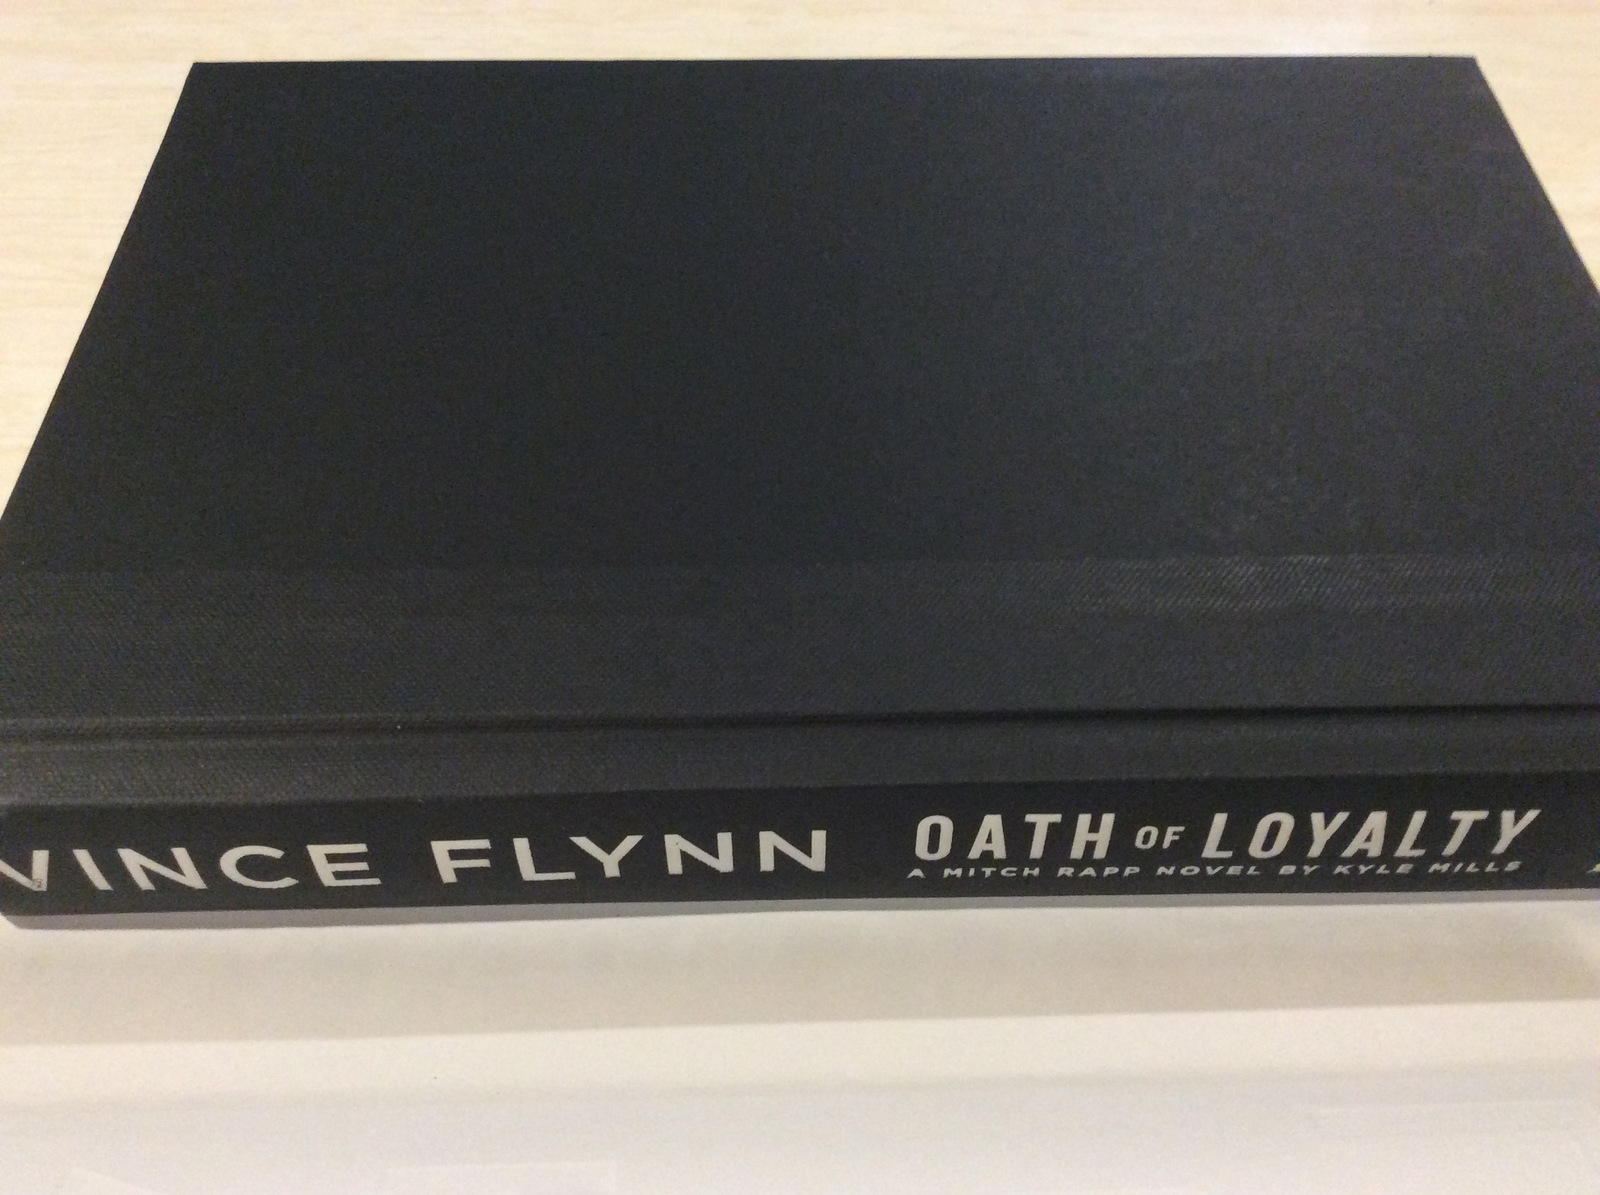 VINCE FLYNN
OATH OF LOYALTY
A MITCH RAPP NOVEL BY KYLE MILLS